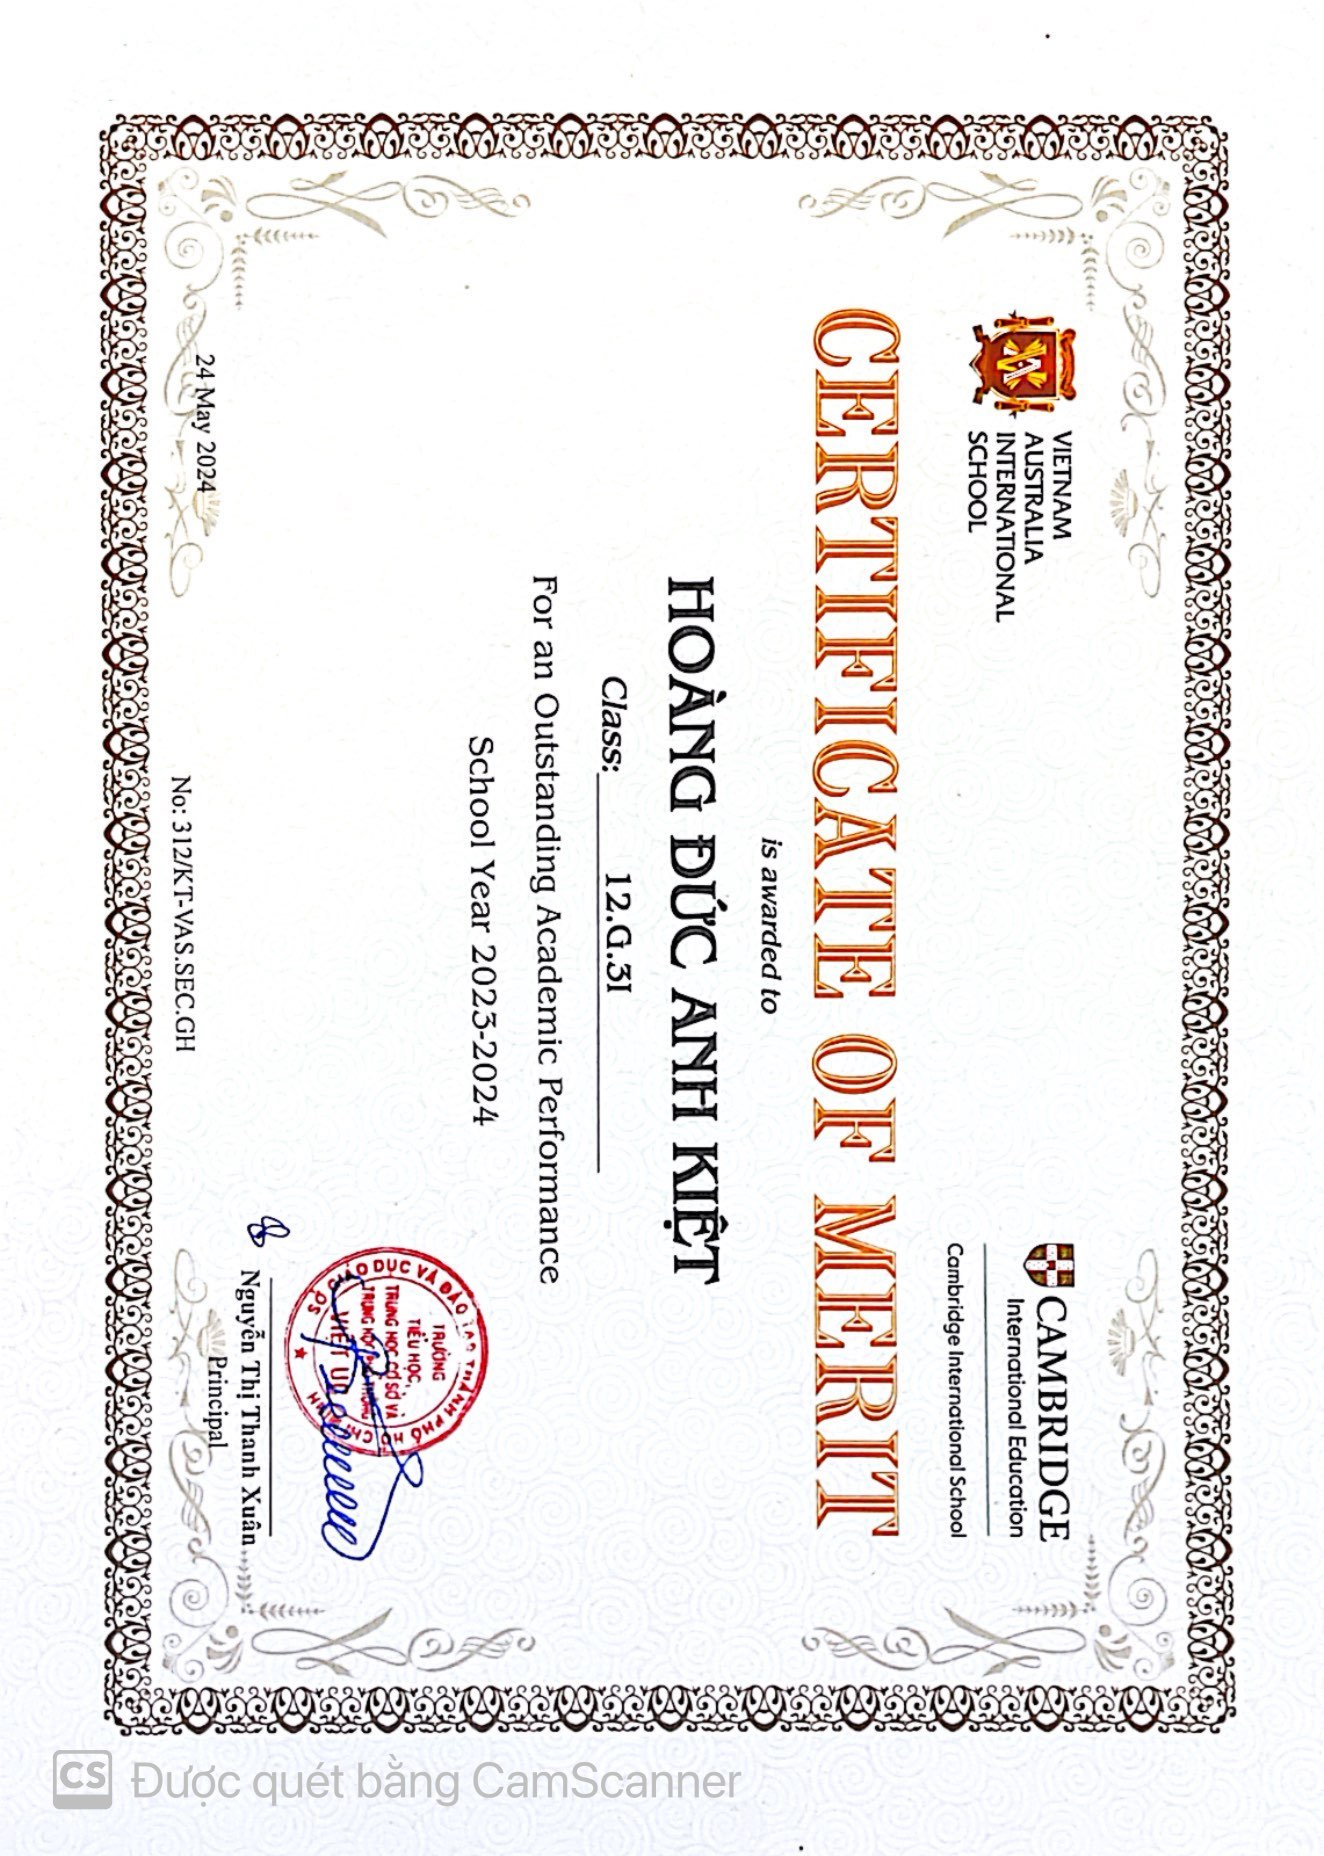 VIETNAM
AUSTRALIA
INTERNATIONAL
SCHOOL
CAMBRIDGE
International Education
Cambridge International School
CERTIFICATE OF MERIT
is awarded to
HOÀNG ĐỨC ANH KIỆT
Class: 12.G.3I
For an Outstanding Academic Performance
School Year 2023-2024
SỞ GIÁO DỤC VÀ ĐÀO TẠO THÀNH PHỐ HỒ CHÍ MINH
TRƯỜNG
TIỂU HỌC,
TRUNG HỌC CƠ SỞ VÀ
TRUNG HỌC PHỔ THÔNG
VIỆT ÚC
Nguyễn Thị Thanh Xuân
Principal
24 May 2024
No: 312/KT-VAS.SEC.GH
CS Được quét bằng CamScanner